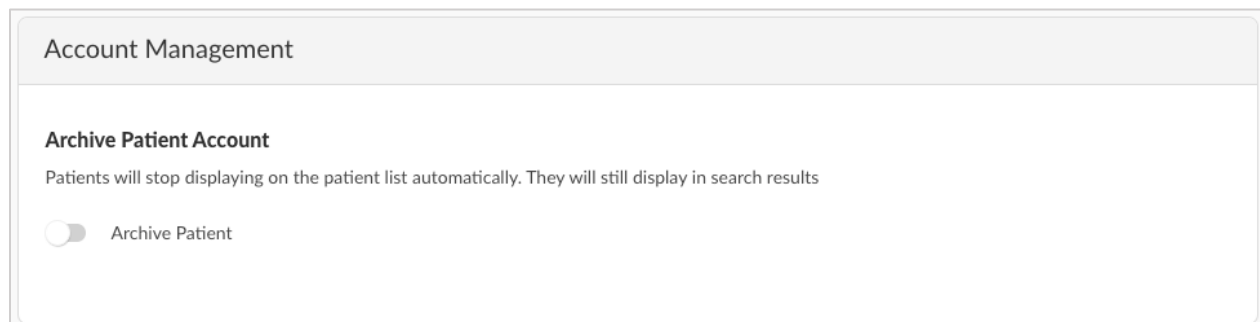 Account Management
Archive Patient Account
Patients will stop displaying on the patient list automatically. They will still display in search results
Archive Patient